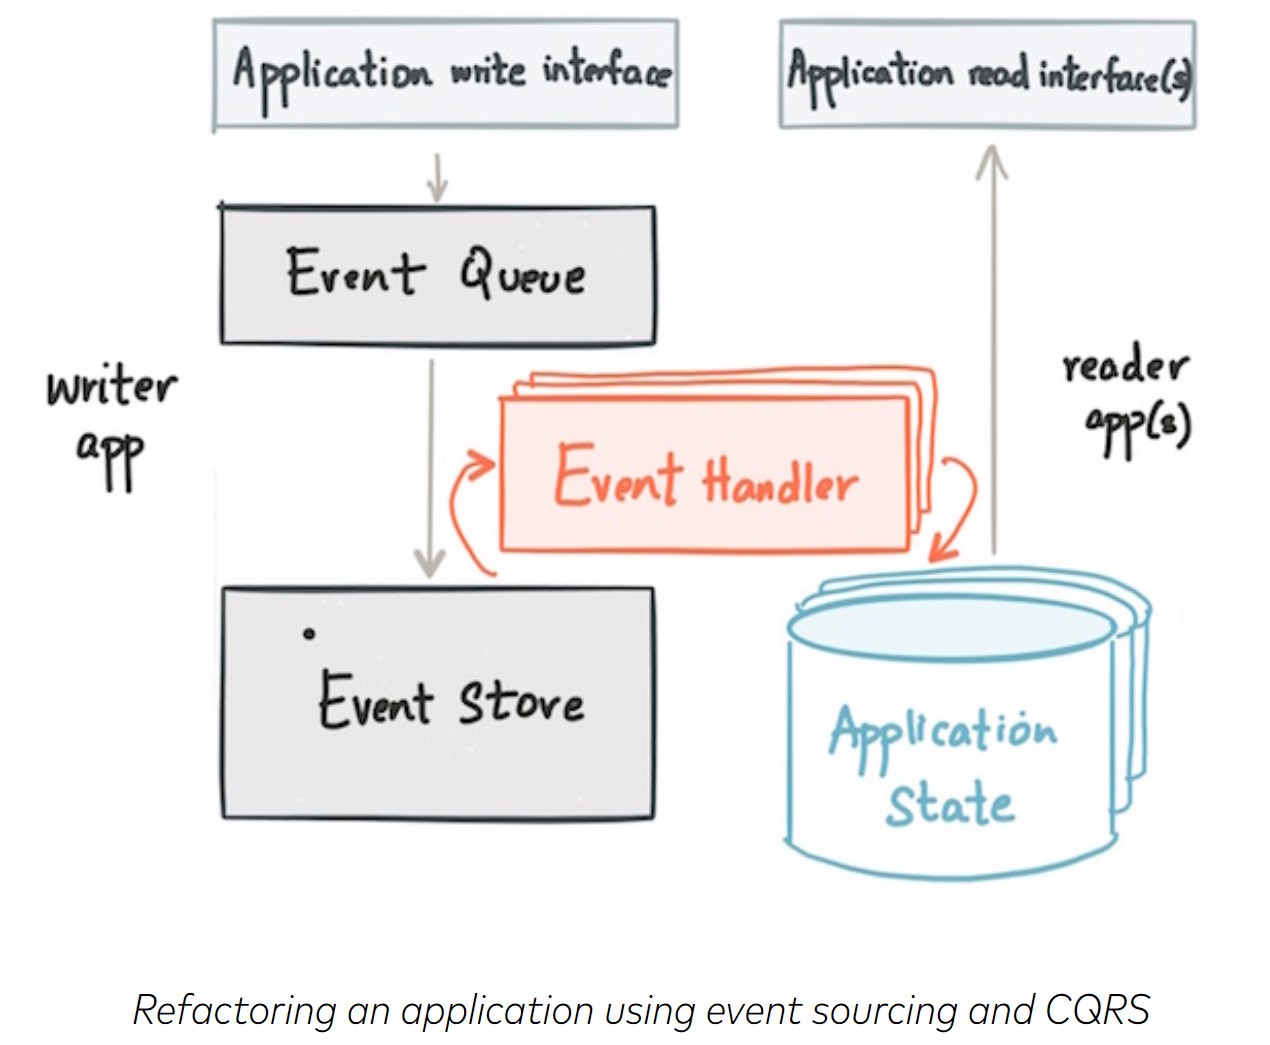 Application write interface
Application read interface(s)
Event Queue
writer
app
reader
app(s)
Event Handler
Event Store
Application
State
Refactoring an application using event sourcing and CQRS